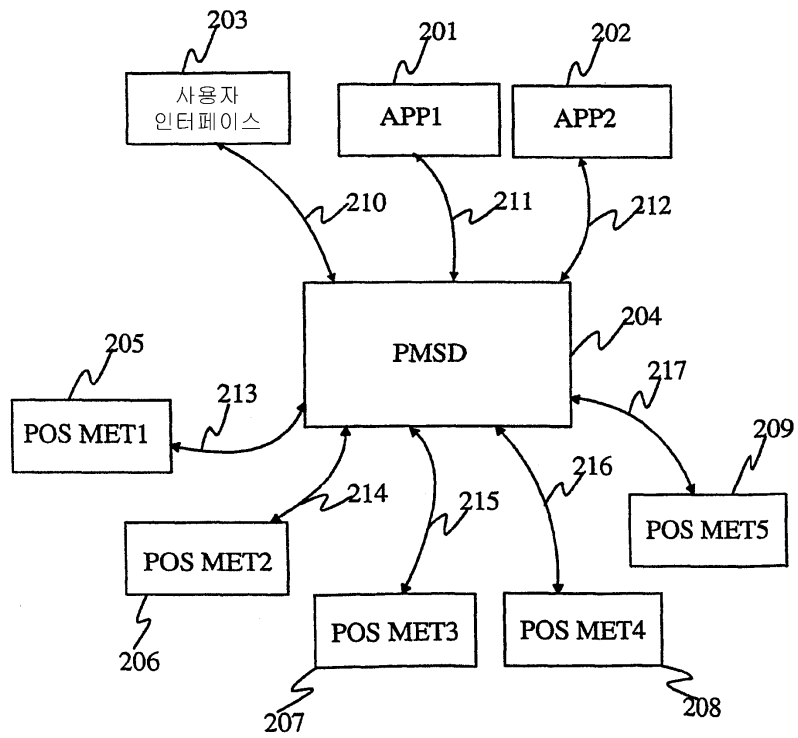 203
201
202
사용자
인터페이스
APP1
APP2
210
211
212
PMSD
204
205
213
217
POS MET1
209
214
215
216
POS MET2
POS MET5
206
POS MET3
POS MET4
207
208